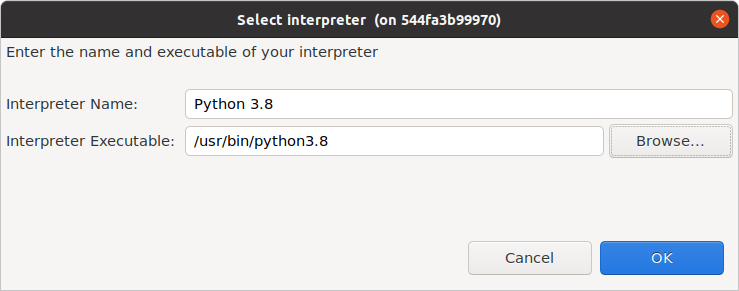 Select interpreter  (on 544fa3b99970)
Enter the name and executable of your interpreter
Interpreter Name: Python 3.8
Interpreter Executable: /usr/bin/python3.8 Browse...
Cancel OK